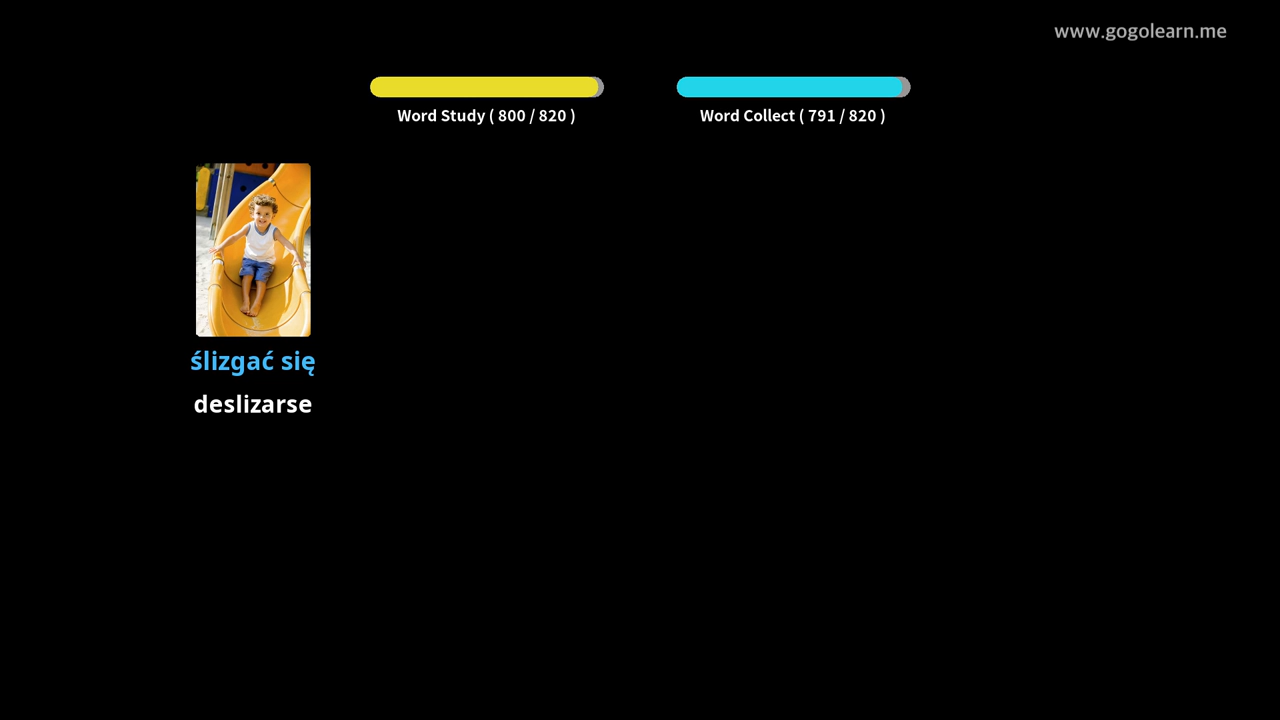 www.gogolearn.me
Word Study ( 800 / 820 )
Word Collect ( 791 / 820 )
ślizgać się
deslizarse